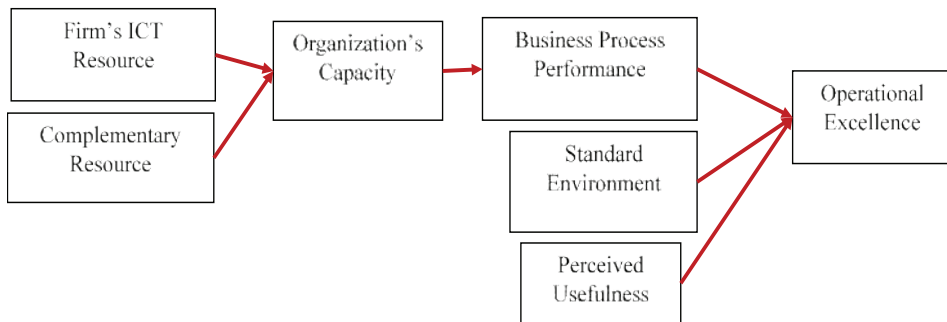 Firm's ICT
Resource
Complementary
Resource
Organization's
Capacity
Business Process
Performance
Standard
Environment
Perceived
Usefulness
Operational
Excellence